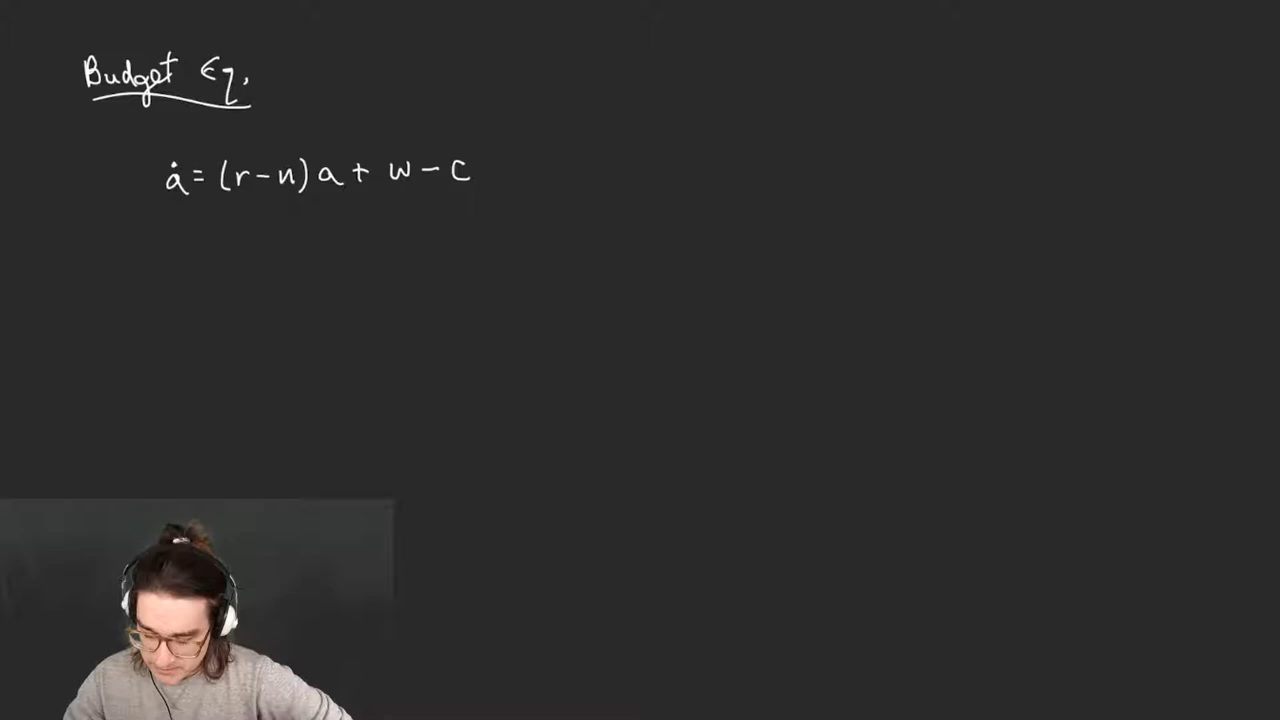 Budget Eq.
ȧ = (r - n) a + w - c